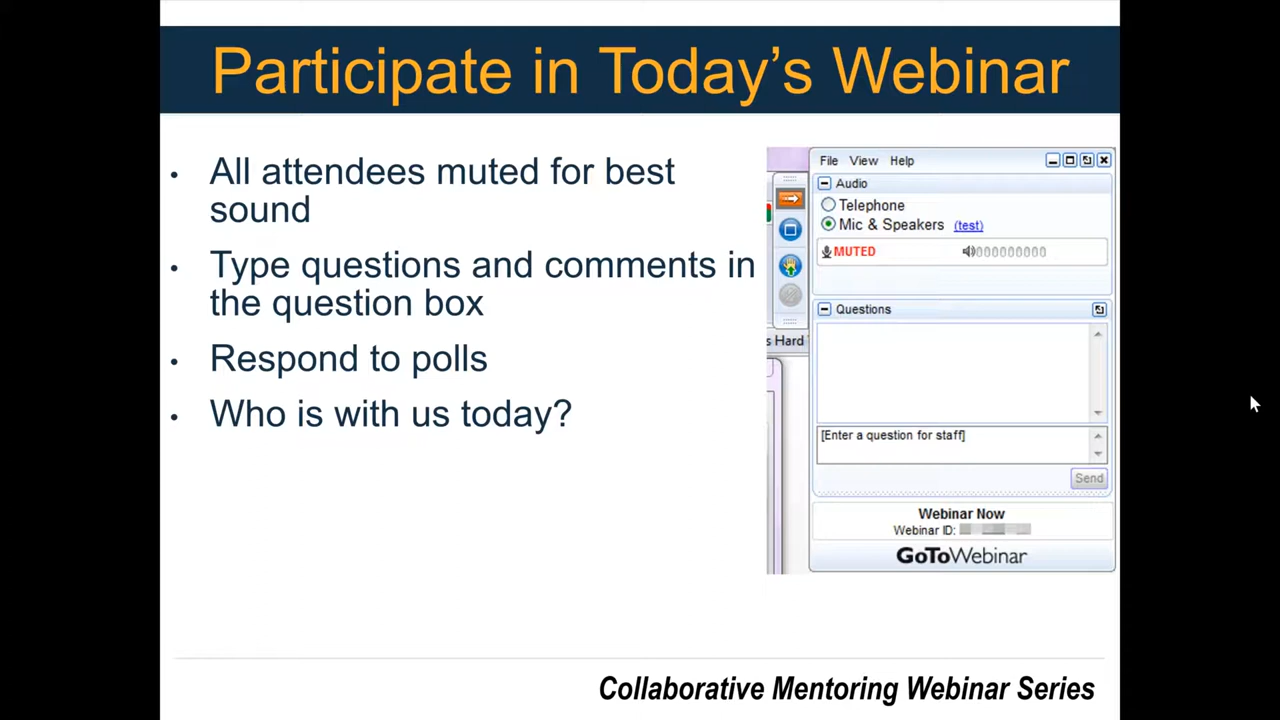 Participate in Today’s Webinar
• All attendees muted for best
sound
• Type questions and comments in
the question box
• Respond to polls
• Who is with us today?
File View Help
Audio
Telephone
Mic & Speakers (test)
MUTED 000000000
Questions
s Hard
[Enter a question for staff]
Send
Webinar Now
Webinar ID:
GoToWebinar
Collaborative Mentoring Webinar Series